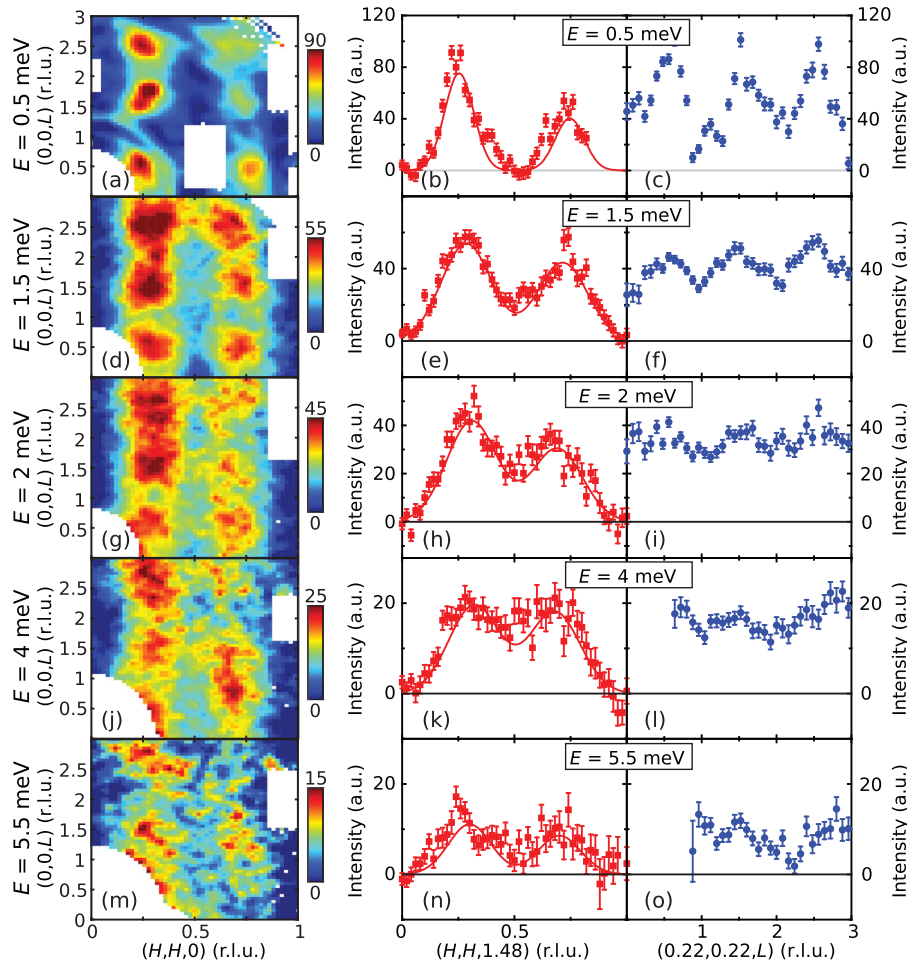 E = 0.5 meV
(0,0,L) (r.l.u.)
3
2.5
2
1.5
1
0.5
0
90
0
(a)
Intensity (a.u.)
120
80
40
0
(b)
E = 0.5 meV
(c)
120
80
40
0
Intensity (a.u.)
E = 1.5 meV
(0,0,L) (r.l.u.)
2.5
2
1.5
1
0.5
55
0
(d)
Intensity (a.u.)
40
0
(e)
E = 1.5 meV
(f)
40
0
Intensity (a.u.)
E = 2 meV
(0,0,L) (r.l.u.)
2.5
2
1.5
1
0.5
45
0
(g)
Intensity (a.u.)
40
20
0
(h)
E = 2 meV
(i)
40
20
0
Intensity (a.u.)
E = 4 meV
(0,0,L) (r.l.u.)
2.5
2
1.5
1
0.5
25
0
(j)
Intensity (a.u.)
20
0
(k)
E = 4 meV
(l)
20
0
Intensity (a.u.)
E = 5.5 meV
(0,0,L) (r.l.u.)
2.5
2
1.5
1
0.5
0
15
0
(m)
Intensity (a.u.)
20
0
(n)
E = 5.5 meV
(o)
20
0
Intensity (a.u.)
0 0.5 1
0 0.5
1 2 3
(H,H,0) (r.l.u.)
(H,H,1.48) (r.l.u.)
(0.22,0.22,L) (r.l.u.)